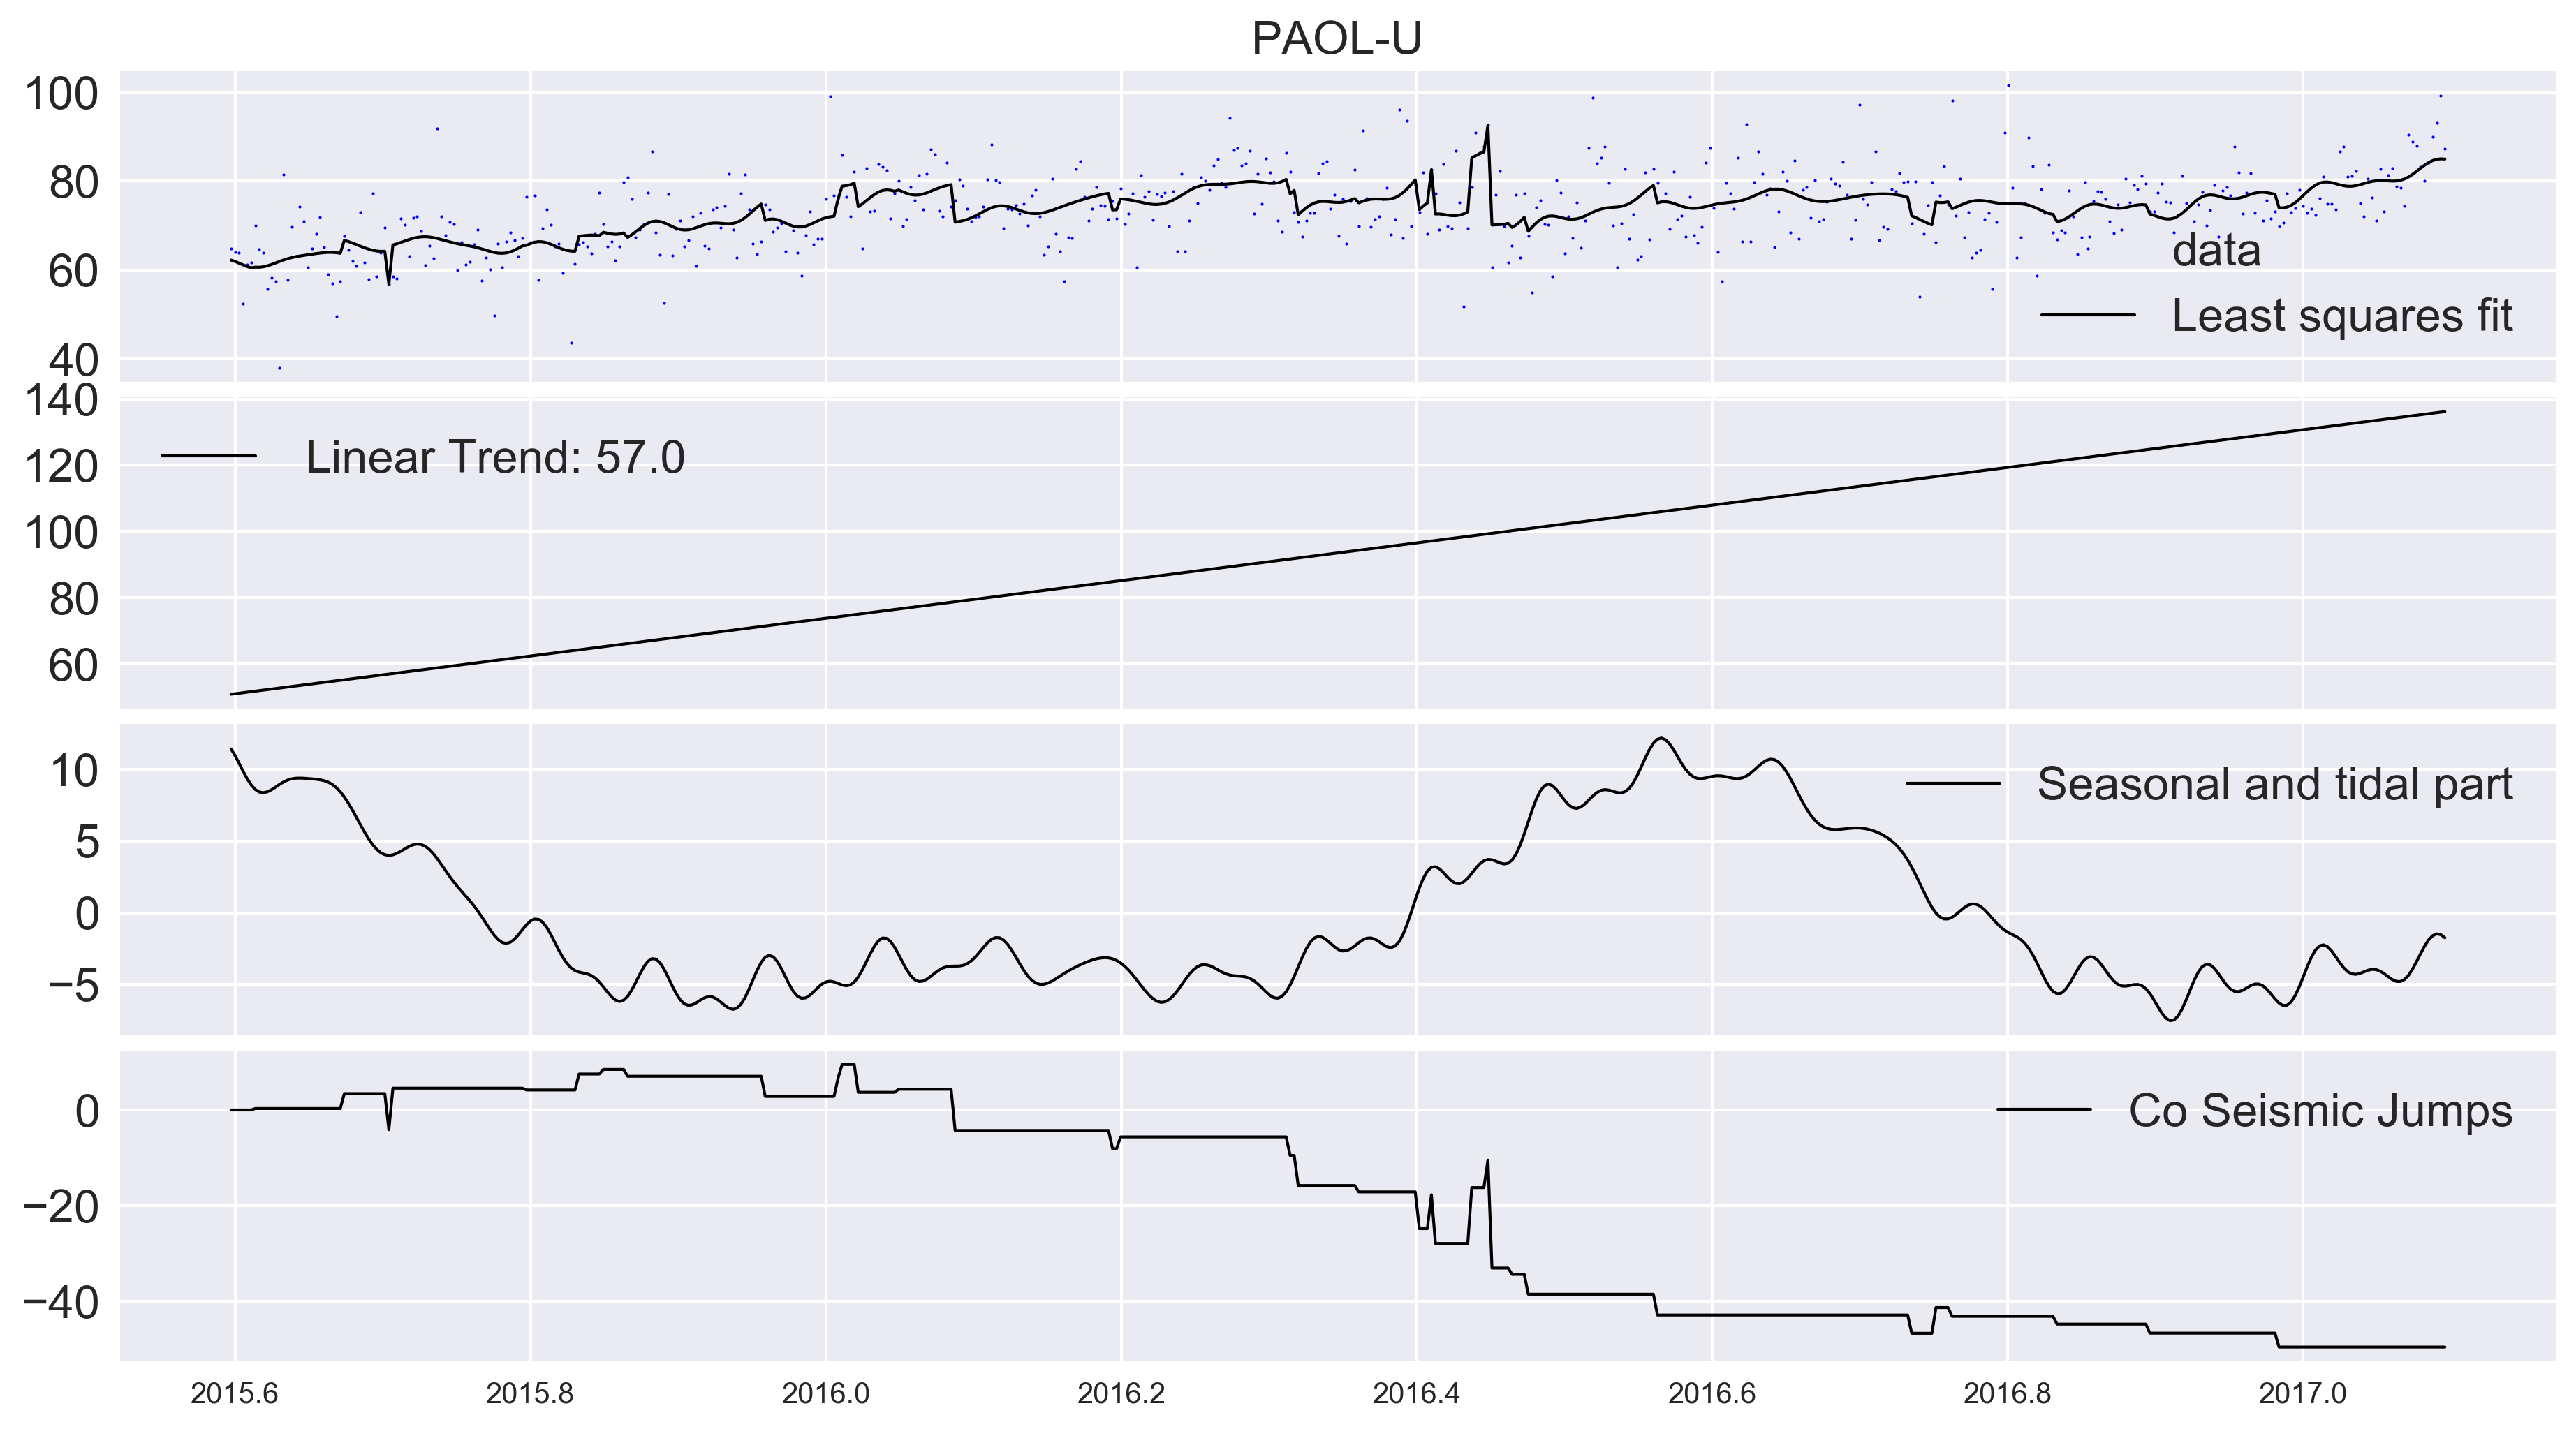 PAOL-U
100
80
60
40
data
Least squares fit
140
120
100
80
60
Linear Trend: 57.0
10
5
0
−5
Seasonal and tidal part
0
−20
−40
Co Seismic Jumps
2015.6 2015.8 2016.0 2016.2 2016.4 2016.6 2016.8 2017.0